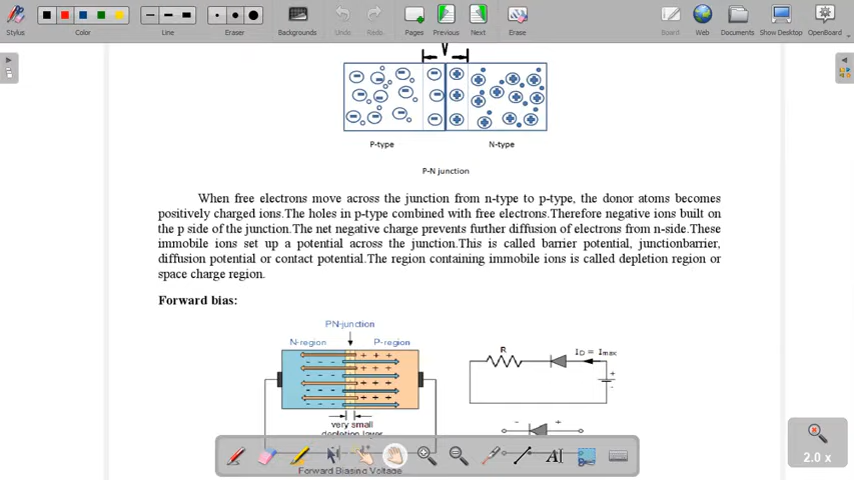 Stylus
Color
Line
Eraser
Backgrounds
Undo
Redo.
Pages
Previous
Next
Erase
Board
Web
Documents
Show Desktop
OpenBoard
V
P-type
N-type
P-N junction
When free electrons move across the junction from n-type to p-type, the donor atoms becomes
positively charged ions.The holes in p-type combined with free electrons.Therefore negative ions built on
the p side of the junction.The net negative charge prevents further diffusion of electrons from n-side.These
immobile ions set up a potential across the junction.This is called barrier potential, junctionbarrier,
diffusion potential or contact potential.The region containing immobile ions is called depletion region or
space charge region.
Forward bias:
PN-junction
N-region
P-region
very small
depletion layer
Forward Biasing Voltage
R
ID = Imax
+
-
- +
2.0 x